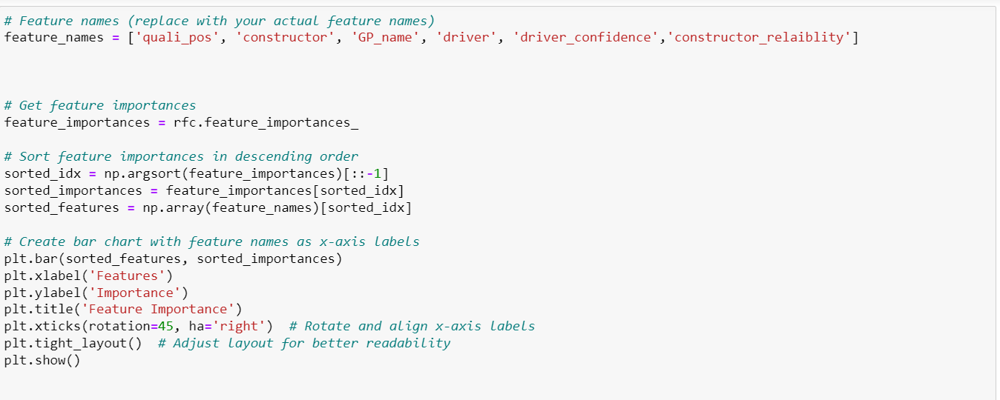 # Feature names (replace with your actual feature names)
feature_names = ['quali_pos', 'constructor', 'GP_name', 'driver', 'driver_confidence','constructor_relaiblity']
# Get feature importances
feature_importances = rfc.feature_importances_
# Sort feature importances in descending order
sorted_idx = np.argsort(feature_importances)[::-1]
sorted_importances = feature_importances[sorted_idx]
sorted_features = np.array(feature_names)[sorted_idx]
# Create bar chart with feature names as x-axis labels
plt.bar(sorted_features, sorted_importances)
plt.xlabel('Features')
plt.ylabel('Importance')
plt.title('Feature Importance')
plt.xticks(rotation=45, ha='right')  # Rotate and align x-axis labels
plt.tight_layout()  # Adjust layout for better readability
plt.show()